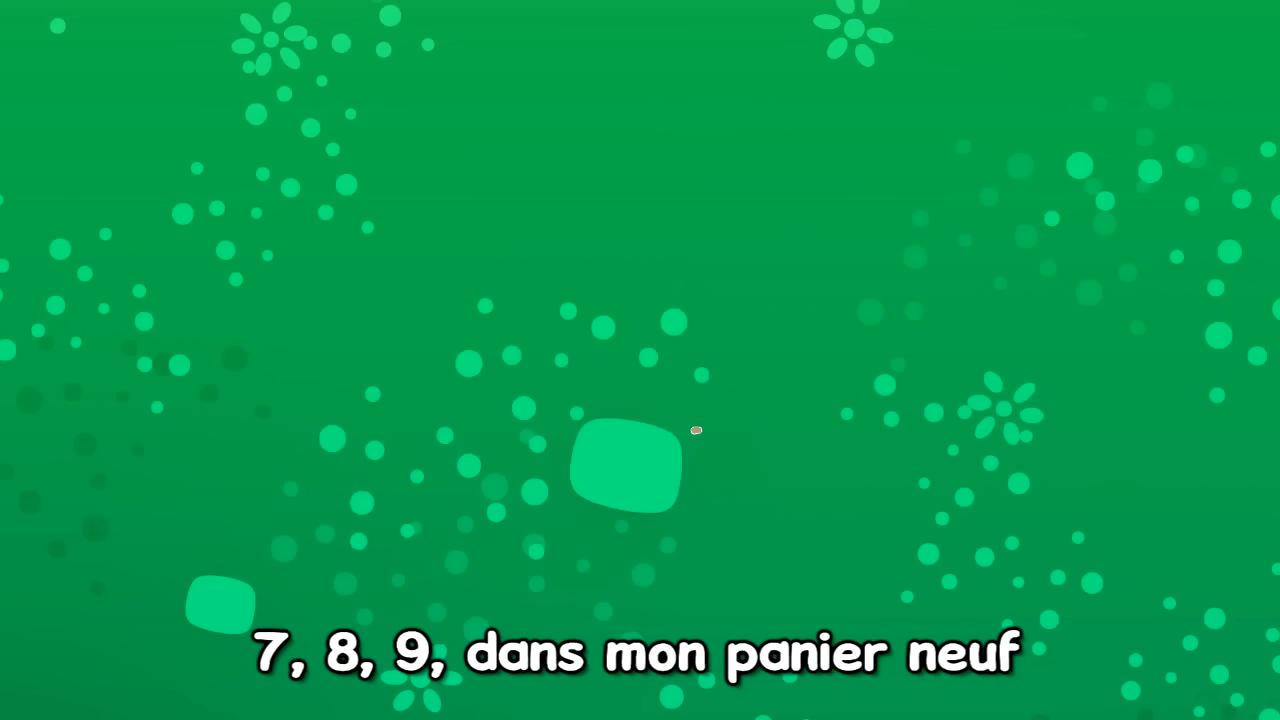 7, 8, 9, dans mon panier neuf